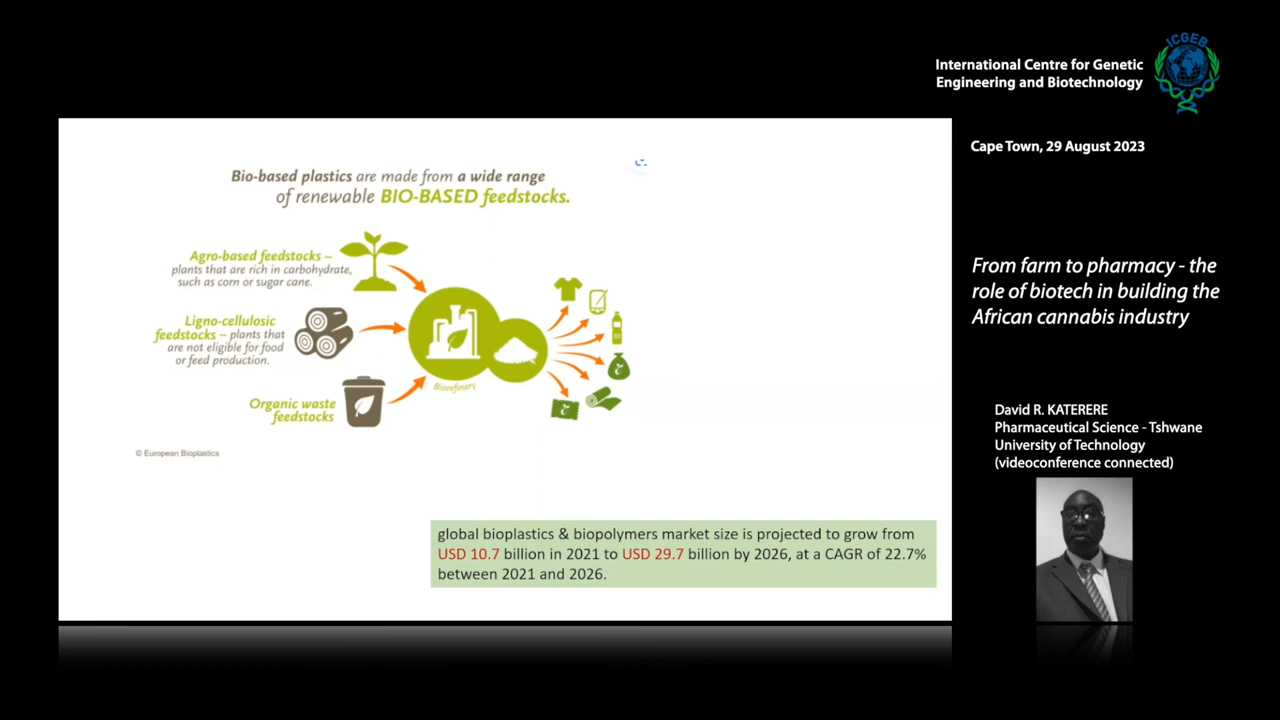 ICGEB
International Centre for Genetic
Engineering and Biotechnology
Cape Town, 29 August 2023
Bio-based plastics are made from a wide range
of renewable BIO-BASED feedstocks.
Agro-based feedstocks –
plants that are rich in carbohydrate,
such as corn or sugar cane.
Ligno-cellulosic
feedstocks – plants that
are not eligible for food
or feed production.
Organic waste
feedstocks
Biorefinery
© European Bioplastics
global bioplastics & biopolymers market size is projected to grow from
USD 10.7 billion in 2021 to USD 29.7 billion by 2026, at a CAGR of 22.7%
between 2021 and 2026.
From farm to pharmacy - the
role of biotech in building the
African cannabis industry
David R. KATERERE
Pharmaceutical Science - Tshwane
University of Technology
(videoconference connected)